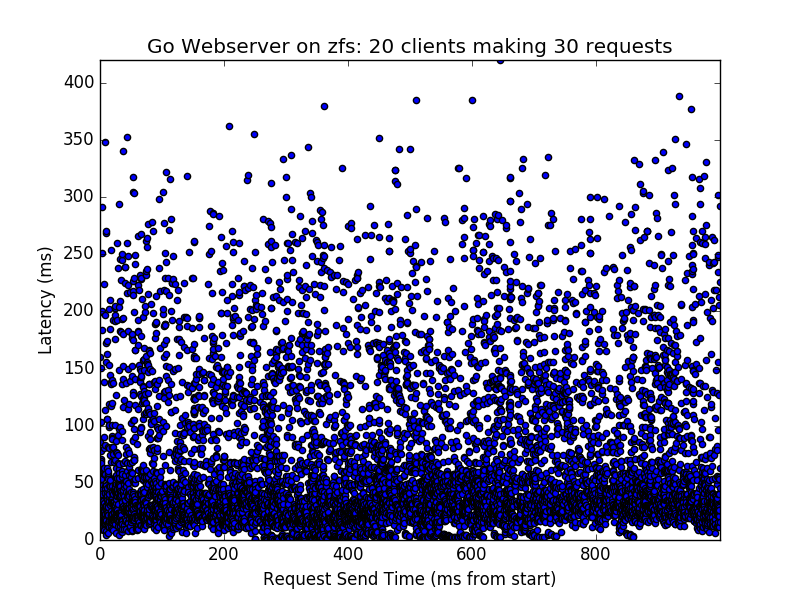 Go Webserver on zfs: 20 clients making 30 requests
400
350
300
250
200
150
100
50
0
Latency (ms)
0 200 400 600 800
Request Send Time (ms from start)